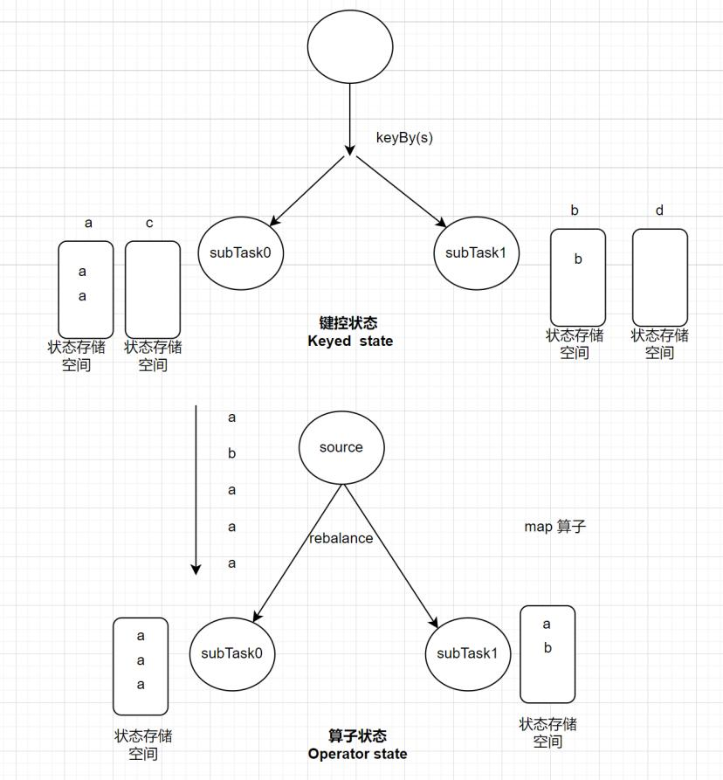 keyBy(s)
a
c
b
d
a
a
subTask0
subTask1
b
状态存储
空间
状态存储
空间
键控状态
Keyed state
状态存储
空间
状态存储
空间
a
b
a
a
a
source
rebalance
map 算子
a
a
a
subTask0
subTask1
a
b
状态存储
空间
算子状态
Operator state
状态存储
空间